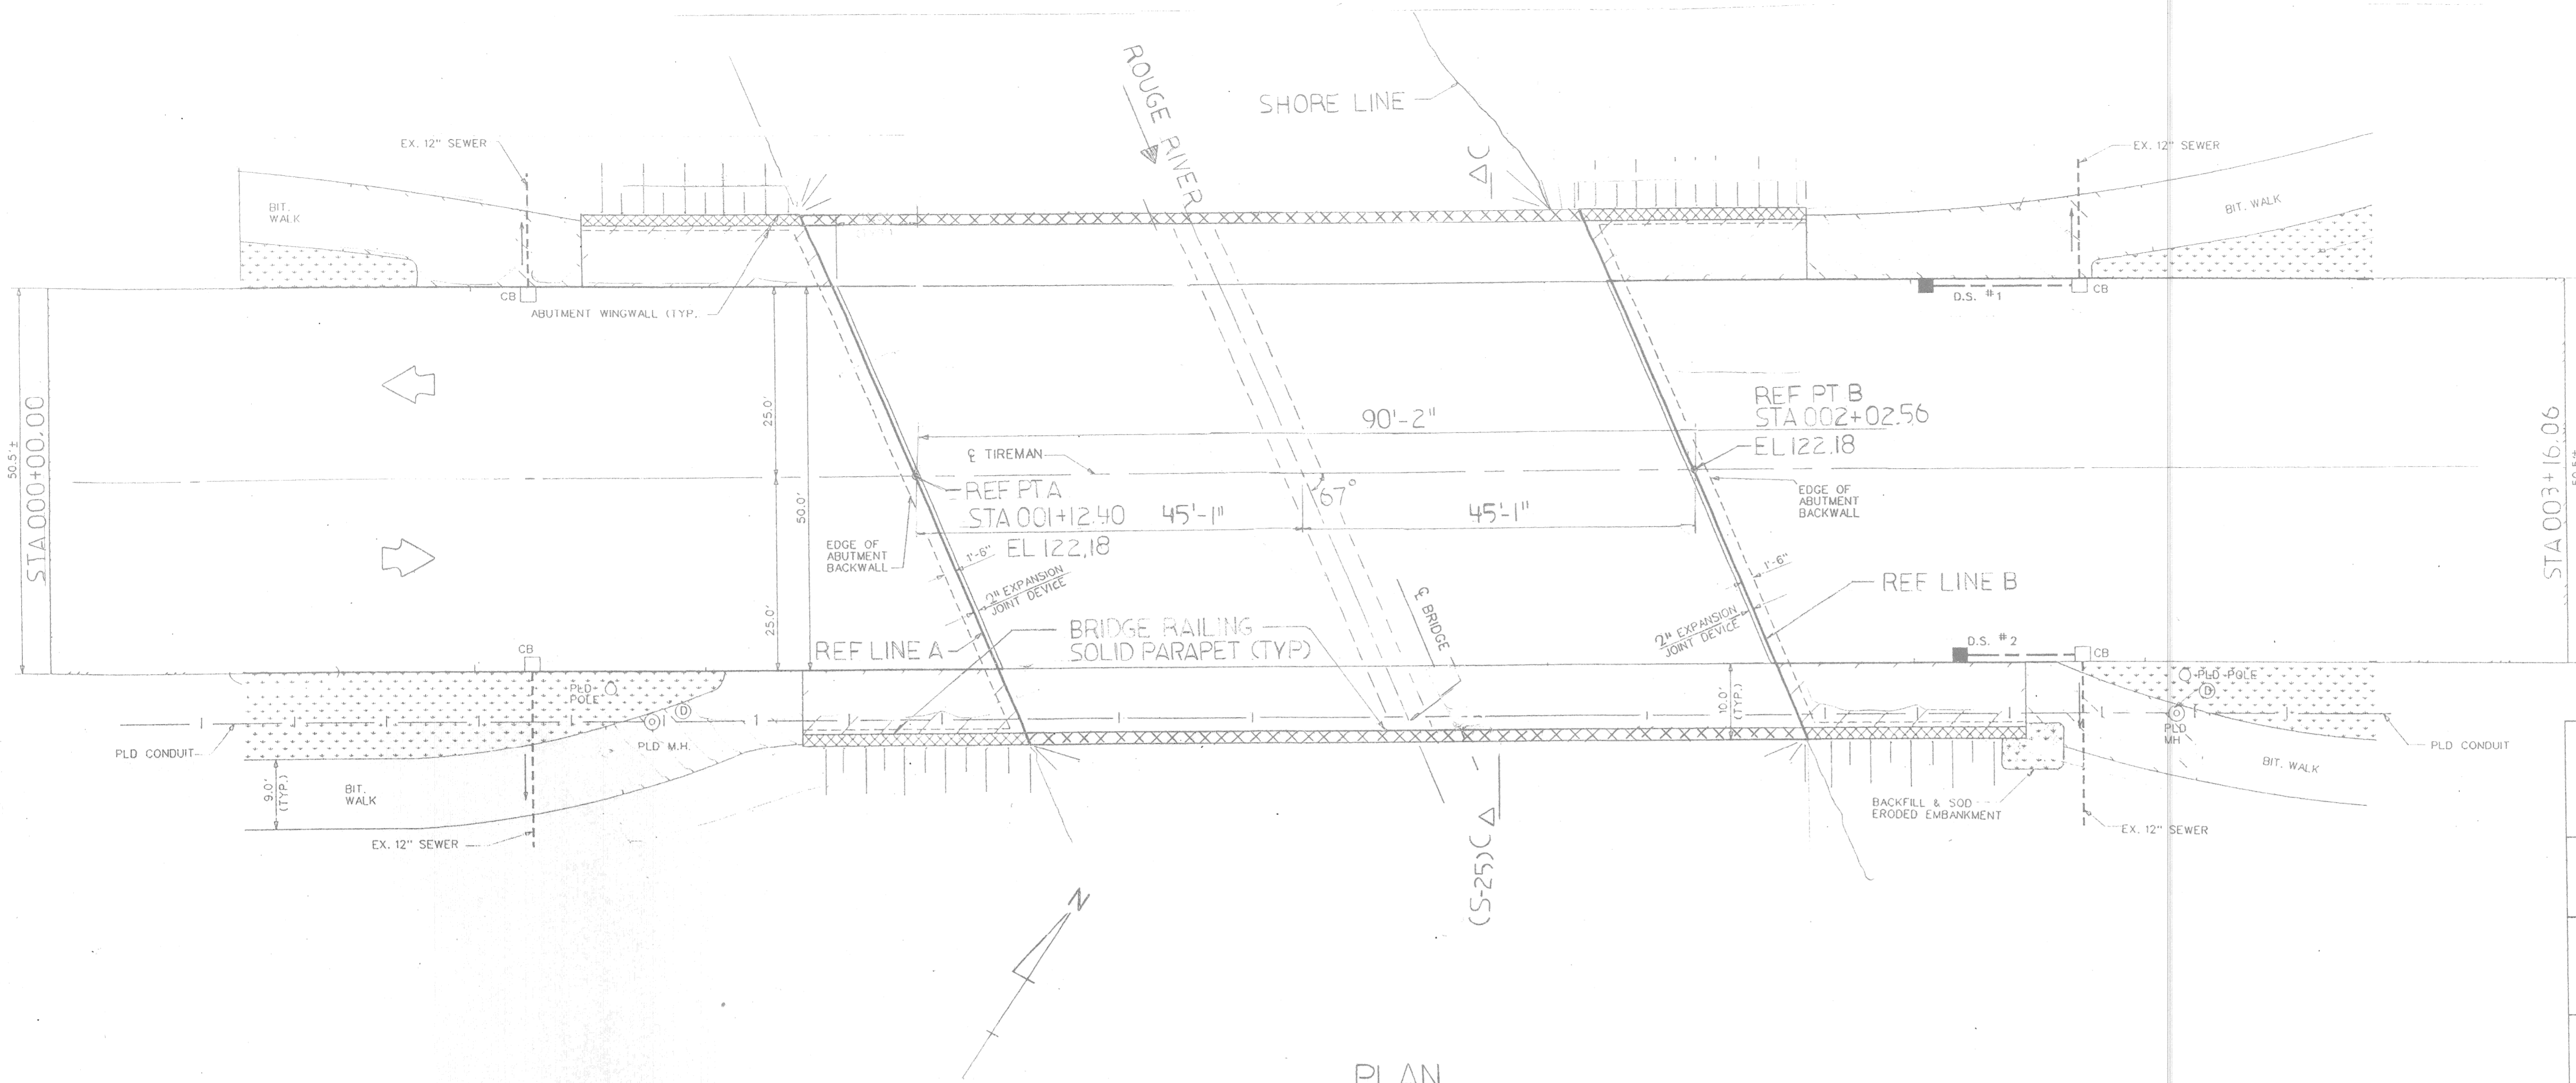 ROUGE RIVER
SHORE LINE
EX. 12" SEWER
EX. 12" SEWER
BIT.
WALK
BIT. WALK
△C
CB
ABUTMENT WINGWALL (TYP.
D.S. #1
CB
50.5'±
STA 000+00.00
25.0'
50.0'
25.0'
90'-2"
REF PT B
STA 002+02.56
EL 122.18
℄ TIREMAN
REF PT A
STA 001+12.40
EL 122.18
45'-1"
67°
45'-1"
EDGE OF
ABUTMENT
BACKWALL
EDGE OF
ABUTMENT
BACKWALL
STA 003+16.06
50.5'±
1'-6"
2" EXPANSION
JOINT DEVICE
1'-6"
2" EXPANSION
JOINT DEVICE
REF LINE B
℄ BRIDGE
BRIDGE RAILING
SOLID PARAPET (TYP)
REF LINE A
CB
D.S. #2
CB
PLD
POLE
D
PLD M.H.
PLD CONDUIT
10.0'
(TYP.)
PLD POLE
D
PLD
MH
PLD CONDUIT
9.0'
(TYP.)
BIT.
WALK
BIT. WALK
EX. 12" SEWER
BACKFILL & SOD
ERODED EMBANKMENT
EX. 12" SEWER
(S-25)C △
N
PLAN